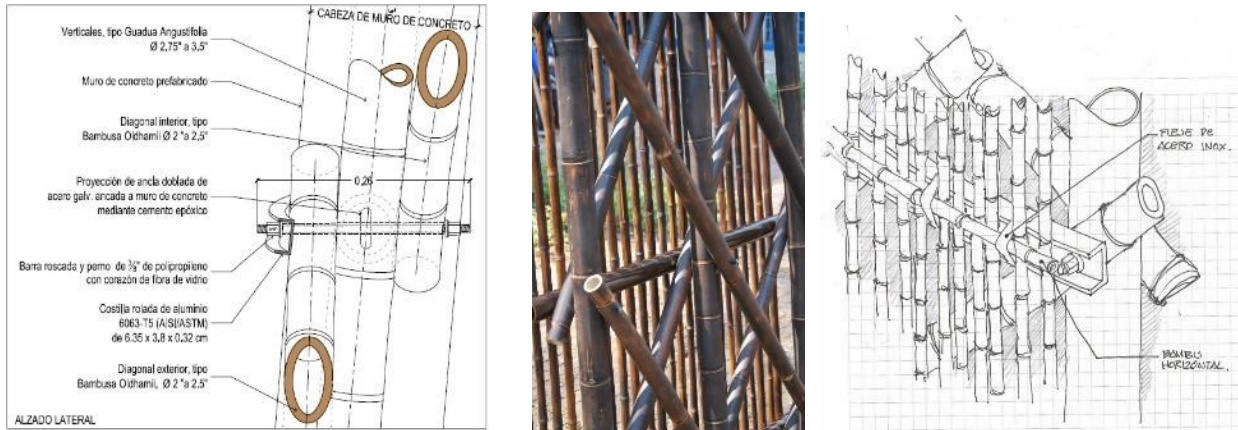 CABEZA DE MURO DE CONCRETO
Verticales, tipo Guadua Angustifolia
Ø 2,75" a 3,5"
Muro de concreto prefabricado
Diagonal interior, tipo
Bambusa Oldhamii Ø 2 "a 2,5"
Proyección de ancla doblada de
acero galv. ancada a muro de concreto
mediante cemento epóxico
0.26
Barra roscada y perno de ⅜" de polipropileno
con corazón de fibra de vidrio
Costilla rolada de aluminio
6063-T5 (AISI/ASTM)
de 6.35 x 3.8 x 0.32 cm
Diagonal exterior, tipo
Bambusa Oldhamii, Ø 2 "a 2.5"
ALZADO LATERAL
FLEJE DE
ACERO INOX.
BAMBU
HORIZONTAL.